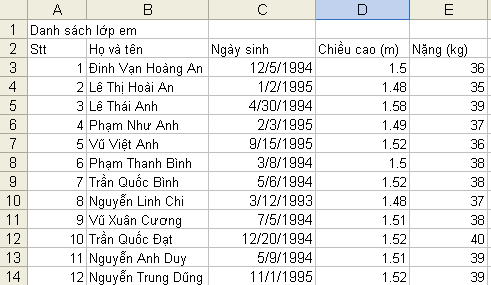 A B C D E
1 Danh sách lớp em
2 Stt Họ và tên Ngày sinh Chiều cao (m) Nặng (kg)
3 1 Đinh Vạn Hoàng An 12/5/1994 1.5 36
4 2 Lê Thị Hoài An 1/2/1995 1.48 35
5 3 Lê Thái Anh 4/30/1994 1.58 39
6 4 Phạm Như Anh 2/3/1995 1.49 37
7 5 Vũ Việt Anh 9/15/1995 1.52 36
8 6 Phạm Thanh Bình 3/8/1994 1.5 38
9 7 Trần Quốc Bình 5/6/1994 1.52 38
10 8 Nguyễn Linh Chi 3/12/1993 1.48 37
11 9 Vũ Xuân Cương 7/5/1994 1.51 38
12 10 Trần Quốc Đạt 12/20/1994 1.52 40
13 11 Nguyễn Anh Duy 5/9/1994 1.51 39
14 12 Nguyễn Trung Dũng 11/1/1995 1.52 39